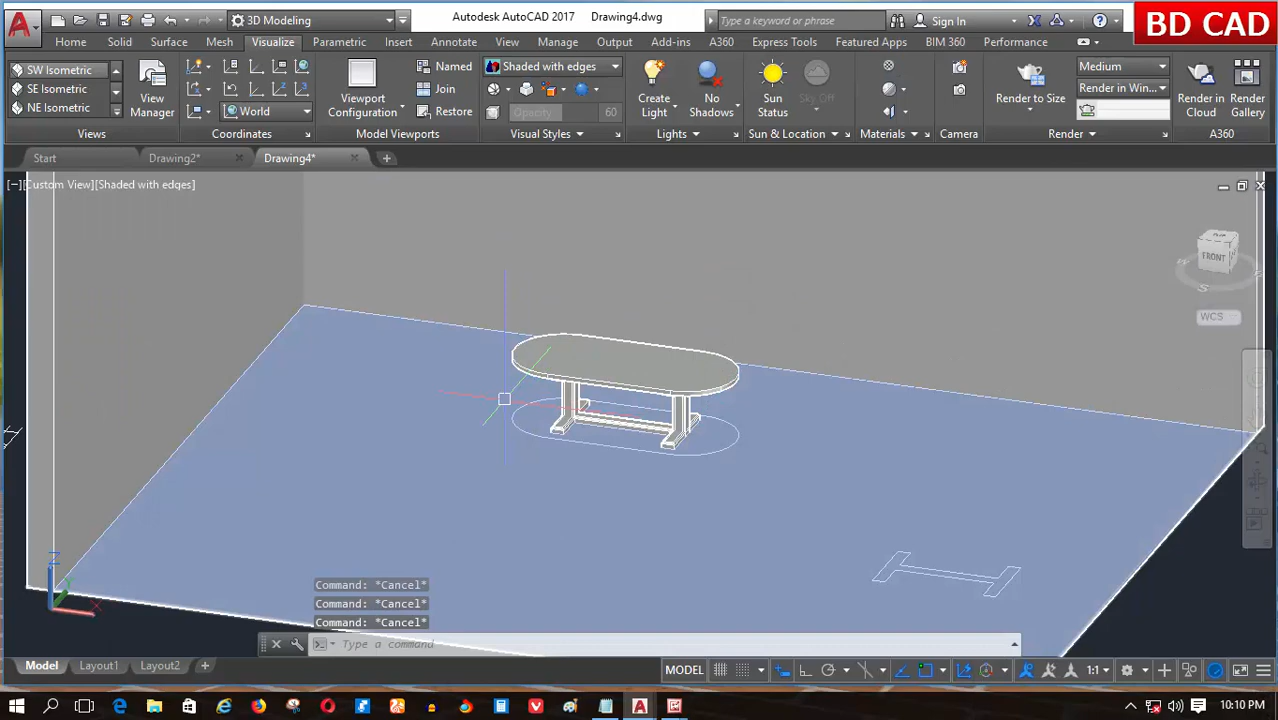 3D Modeling
Autodesk AutoCAD 2017 Drawing4.dwg
Type a keyword or phrase
Sign In
BD CAD
Home Solid Surface Mesh Visualize Parametric Insert Annotate View Manage Output Add-ins A360 Express Tools Featured Apps BIM 360 Performance
SW Isometric
SE Isometric
NE Isometric
View Manager
World
Viewport Configuration
Named
Join
Restore
Shaded with edges
Opacity 60
Create Light
No Shadows
Sun Status
Sky Off
Render to Size
Medium
Render in Win...
Render in Cloud
Render Gallery
Views Coordinates Model Viewports Visual Styles Lights Sun & Location Materials Camera Render A360
Start Drawing2* Drawing4*
[−][Custom View][Shaded with edges]
FRONT
S
WCS
Z
Y
X
Command: *Cancel*
Command: *Cancel*
Command: *Cancel*
Type a command
Model Layout1 Layout2
MODEL
1:1
10:10 PM